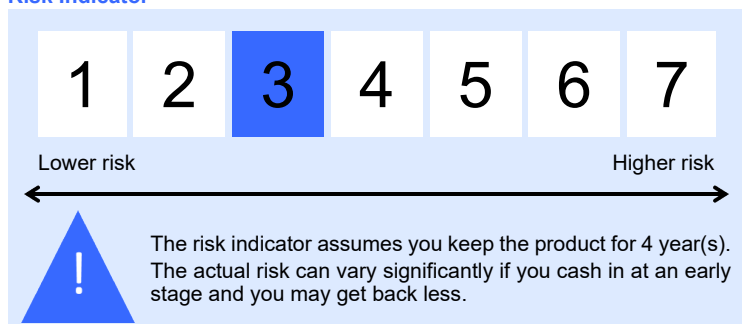 Risk Indicator
1 2 3 4 5 6 7
Lower risk Higher risk
!
The risk indicator assumes you keep the product for 4 year(s).
The actual risk can vary significantly if you cash in at an early
stage and you may get back less.